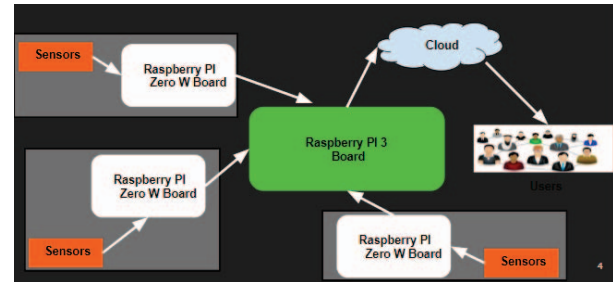 Sensors
Raspberry PI
Zero W Board
Cloud
Raspberry PI 3
Board
Raspberry PI
Zero W Board
Sensors
Users
Raspberry PI
Zero W Board
Sensors
4